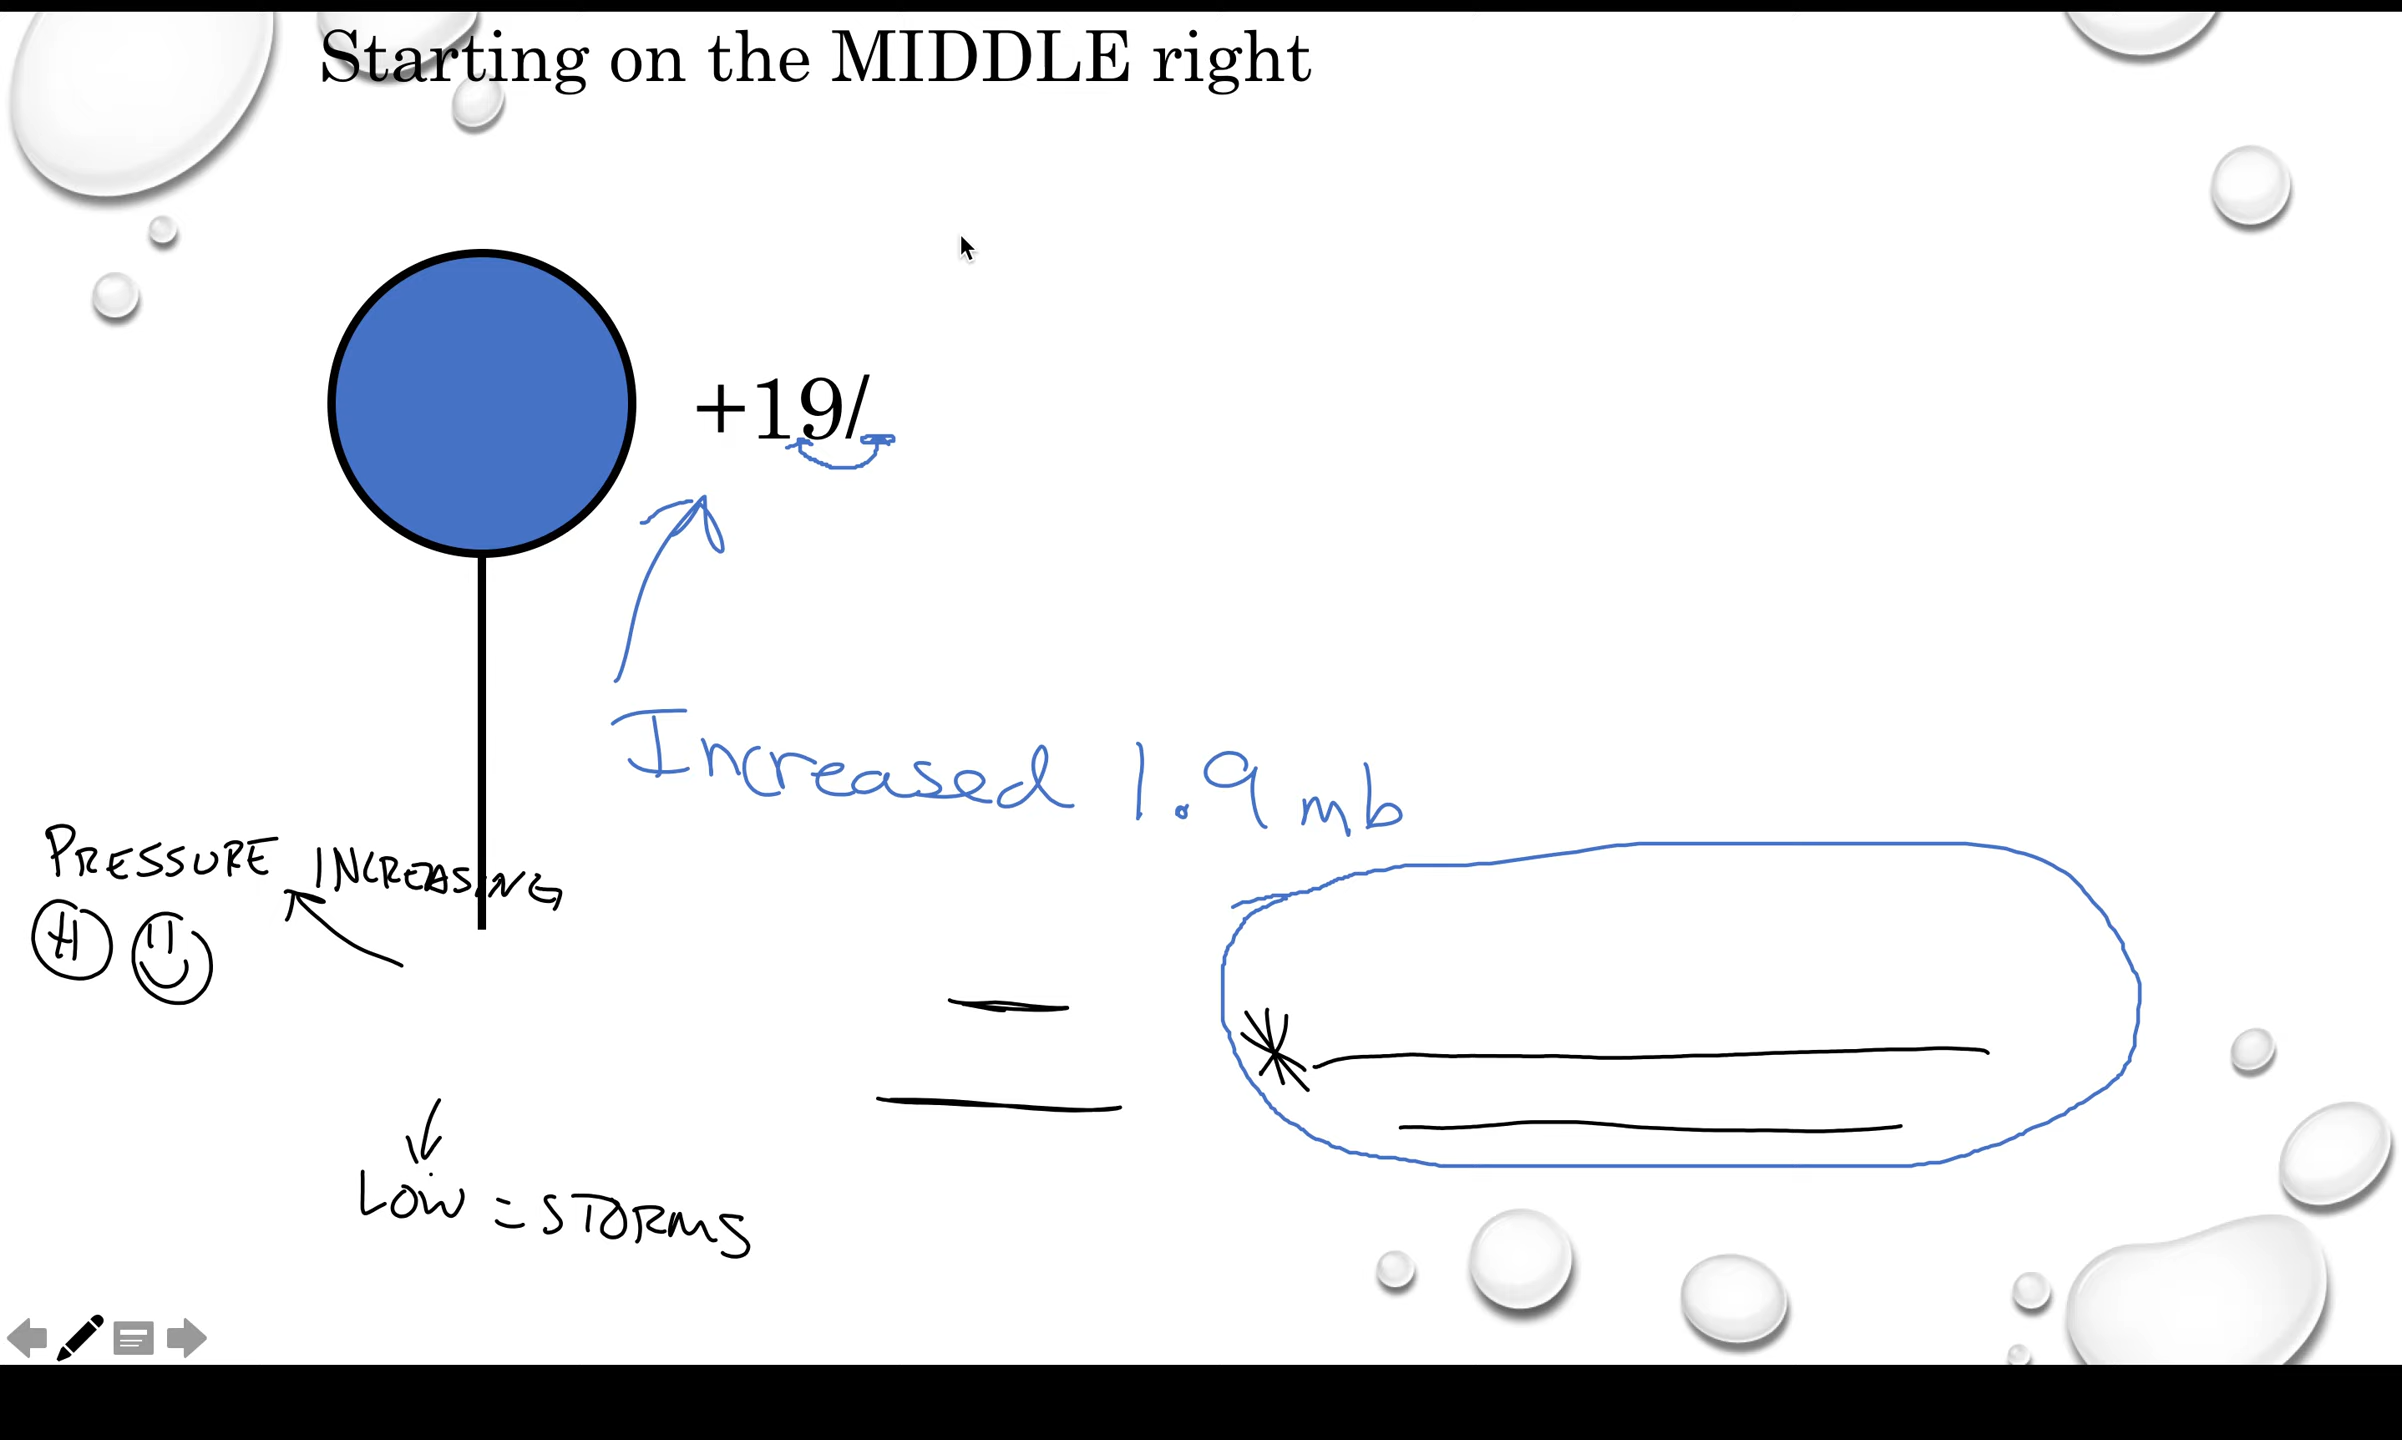 Starting on the MIDDLE right
+19/
Increased 1.9 mb
PRESSURE INCREASING
H
LOW = STORMS